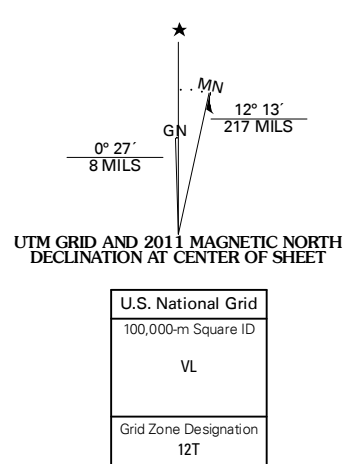 ★
MN
GN
12° 13´
217 MILS
0° 27´
8 MILS
UTM GRID AND 2011 MAGNETIC NORTH
DECLINATION AT CENTER OF SHEET
U.S. National Grid
100,000-m Square ID
VL
Grid Zone Designation
12T